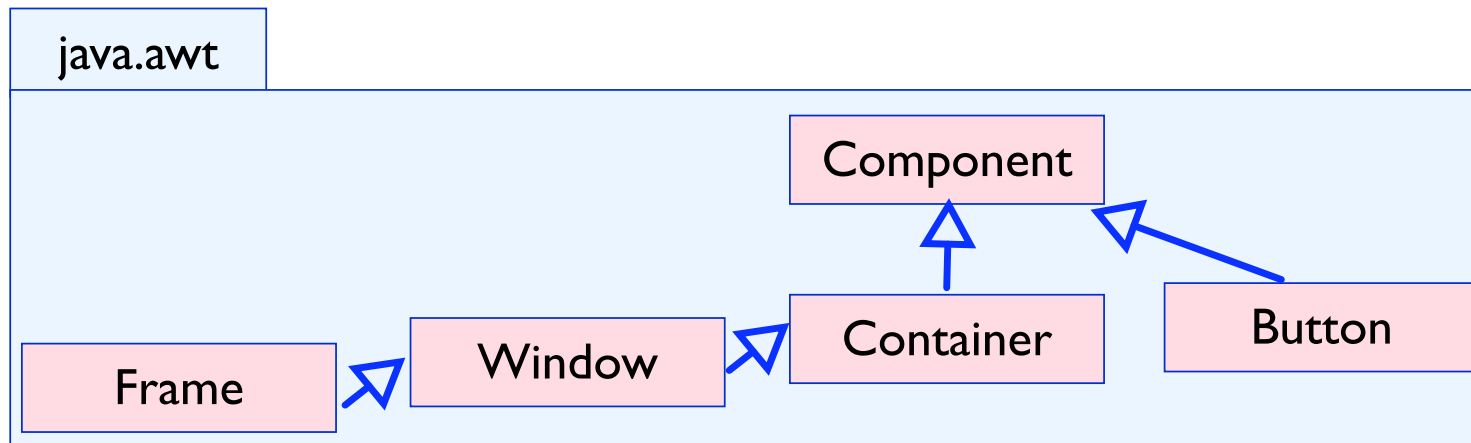 java.awt
Component
Container
Button
Window
Frame